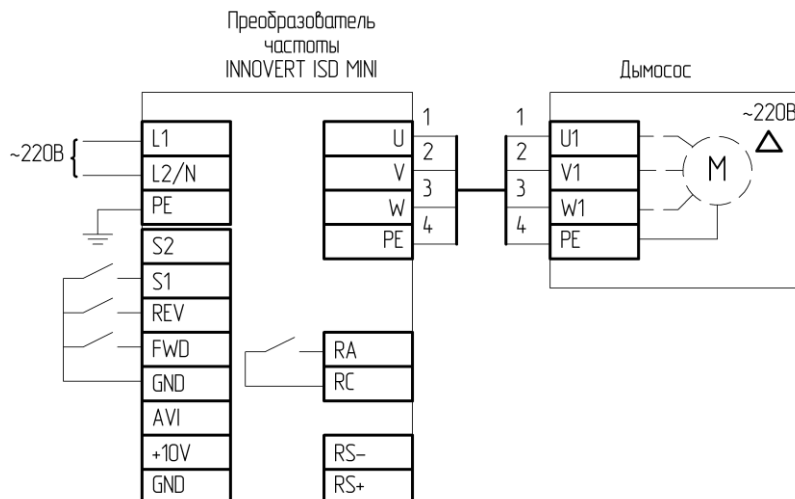 Преобразователь
частоты
INNOVERT ISD MINI
Дымосос
~220В
L1
L2/N
PE
S2
S1
REV
FWD
GND
AVI
+10V
GND
U
V
W
PE
1
2
3
4
RA
RC
RS-
RS+
1
2
3
4
U1
V1
W1
PE
M
~220В